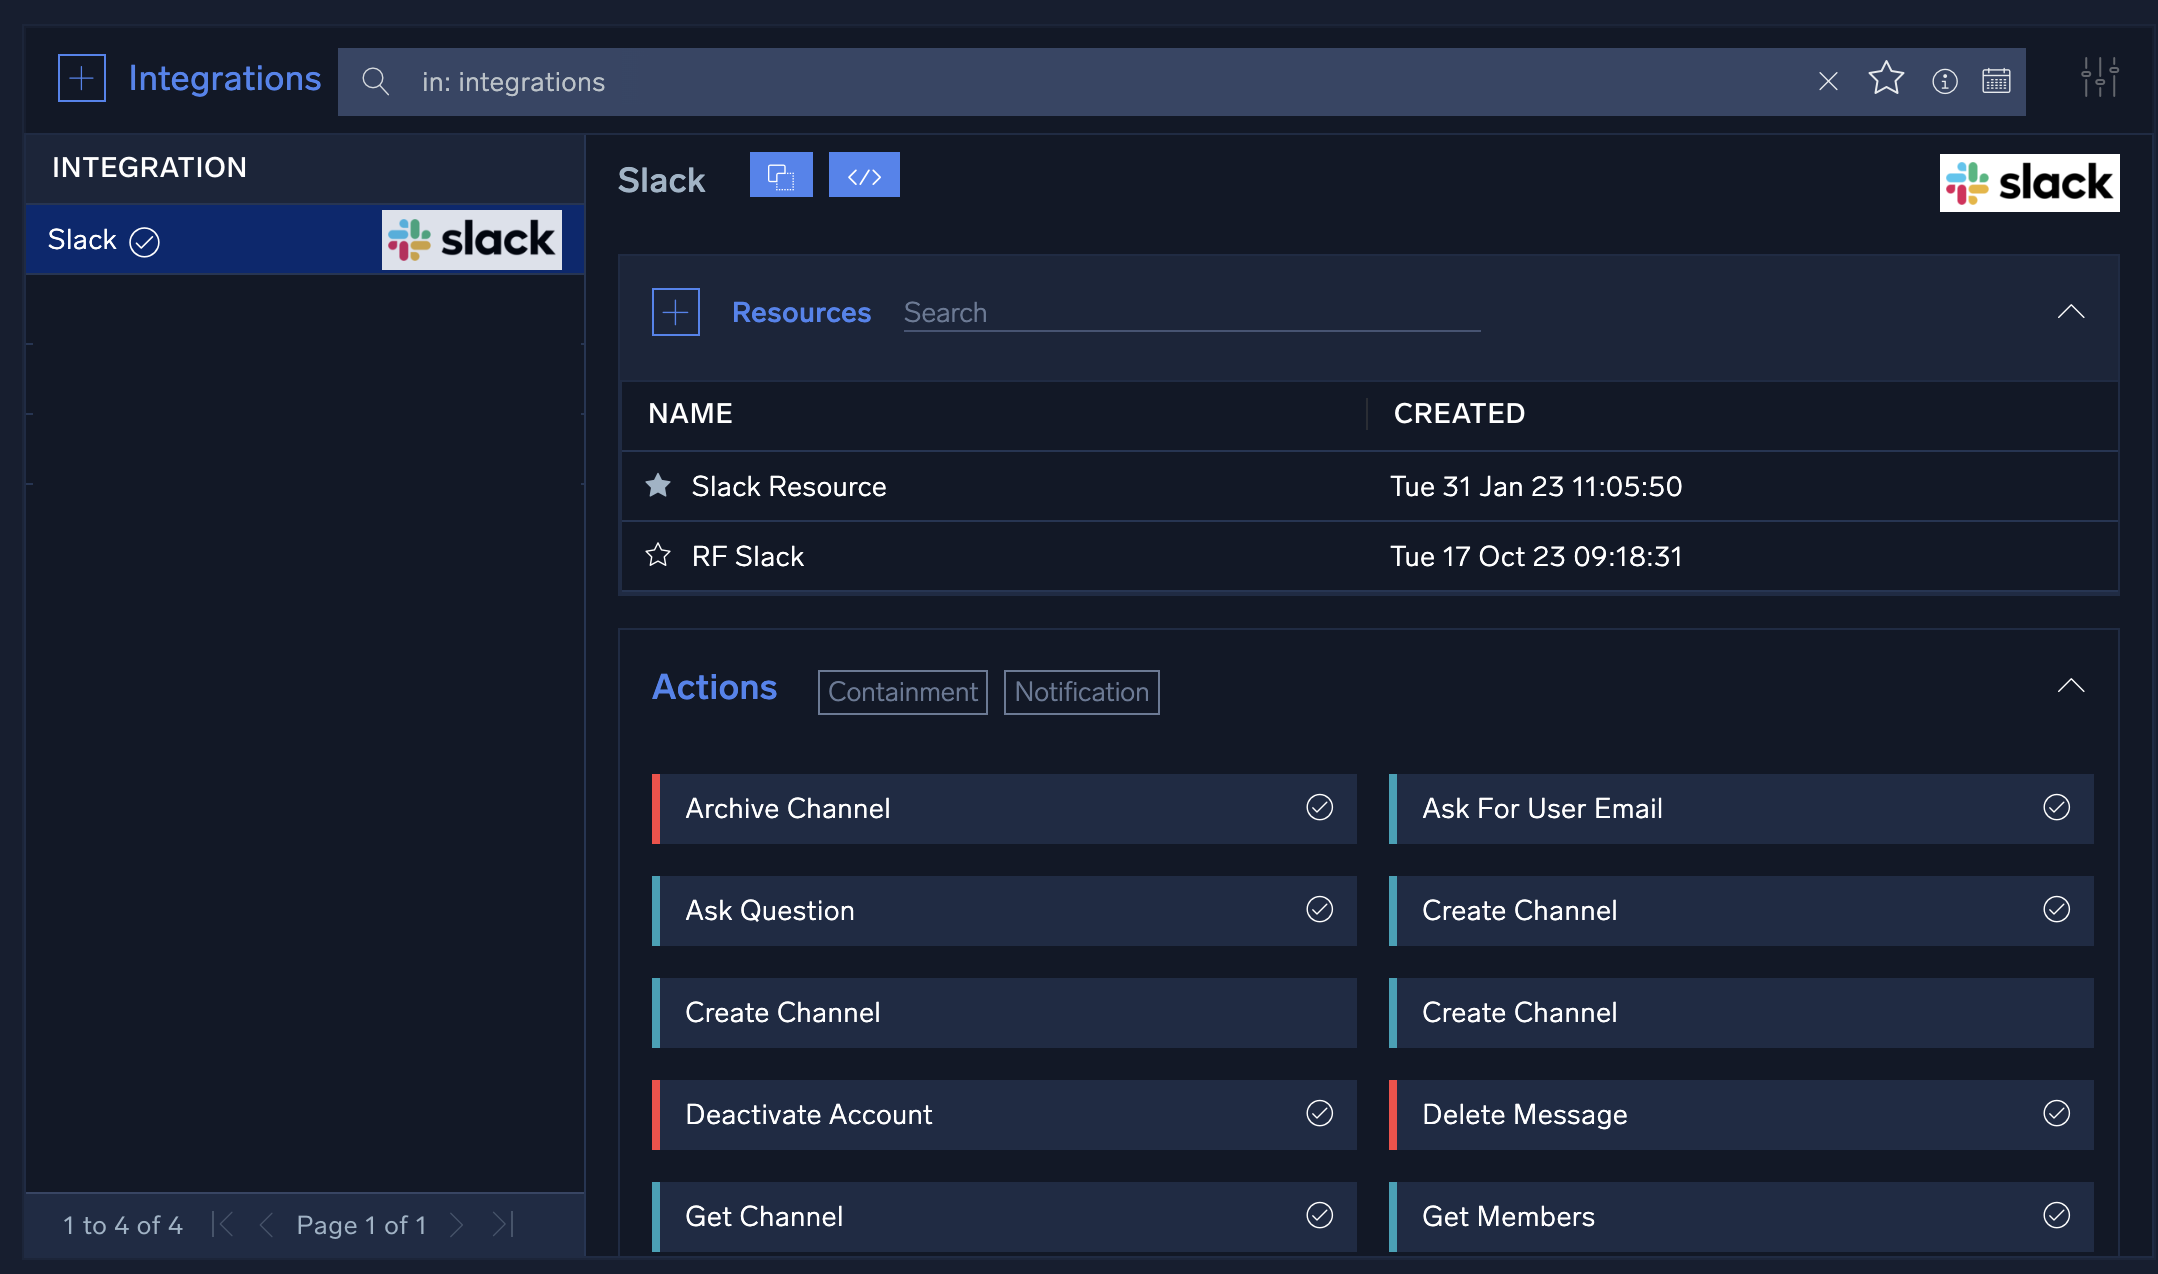 Integrations
in: integrations
INTEGRATION
Slack
slack
1 to 4 of 4
Page 1 of 1
Slack
</>
slack
Resources
Search
NAME CREATED
Slack Resource Tue 31 Jan 23 11:05:50
RF Slack Tue 17 Oct 23 09:18:31
Actions
Containment
Notification
Archive Channel
Ask For User Email
Ask Question
Create Channel
Create Channel
Create Channel
Deactivate Account
Delete Message
Get Channel
Get Members